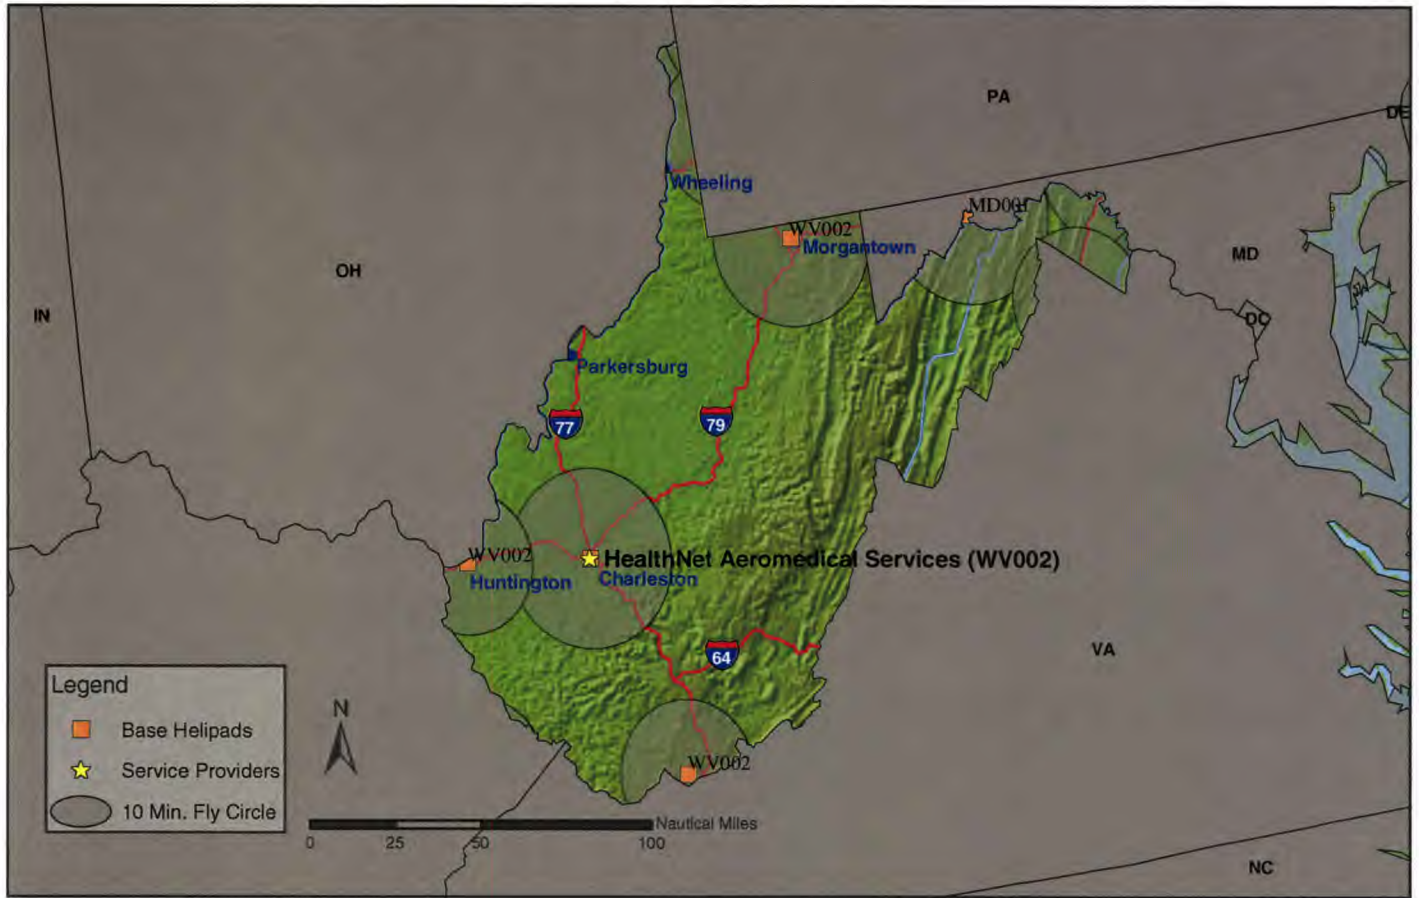 PA
DE
Wheeling
MD001
WV002
Morgantown
MD
OH
IN
DC
Parkersburg
77
79
WV002
HealthNet Aeromedical Services (WV002)
Huntington
Charleston
64
VA
Legend
Base Helipads
Service Providers
10 Min. Fly Circle
N
WV002
Nautical Miles
0 25 50 100
NC